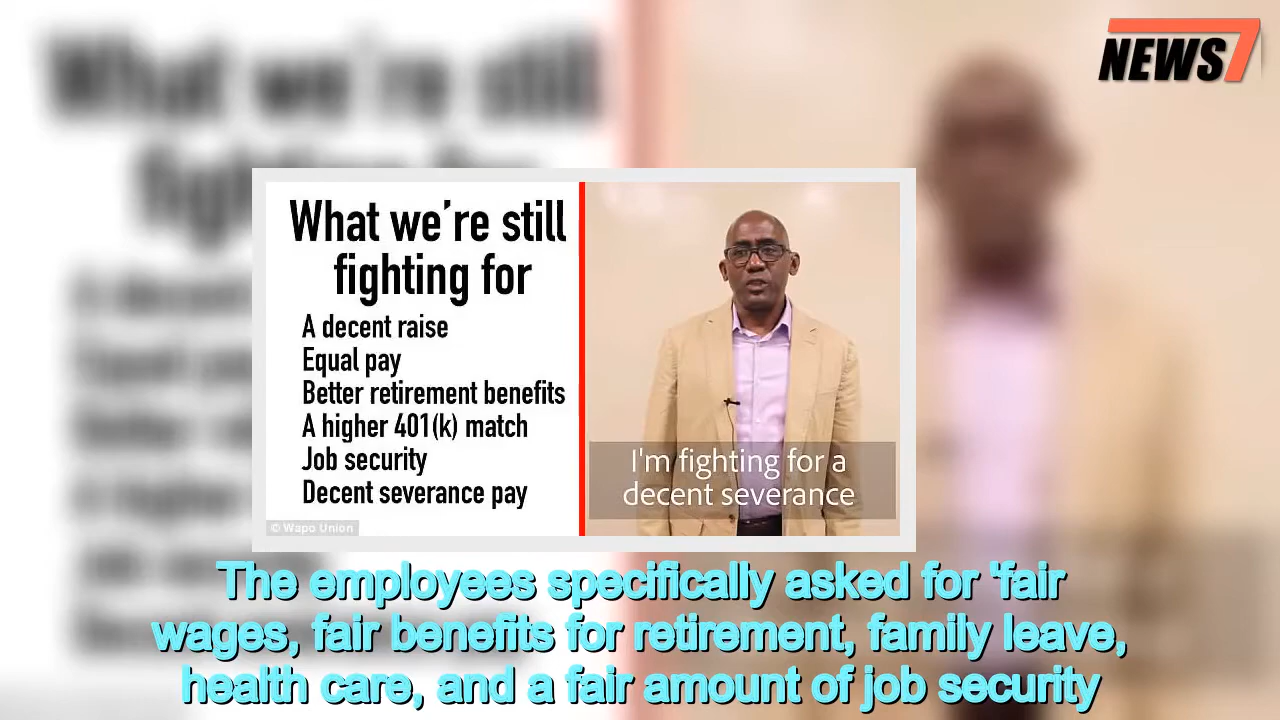 NEWS7
What we're still
fighting for
A decent raise
Equal pay
Better retirement benefits
A higher 401(k) match
Job security
Decent severance pay
© Wapo Union
I'm fighting for a
decent severance
The employees specifically asked for 'fair
wages, fair benefits for retirement, family leave,
health care, and a fair amount of job security